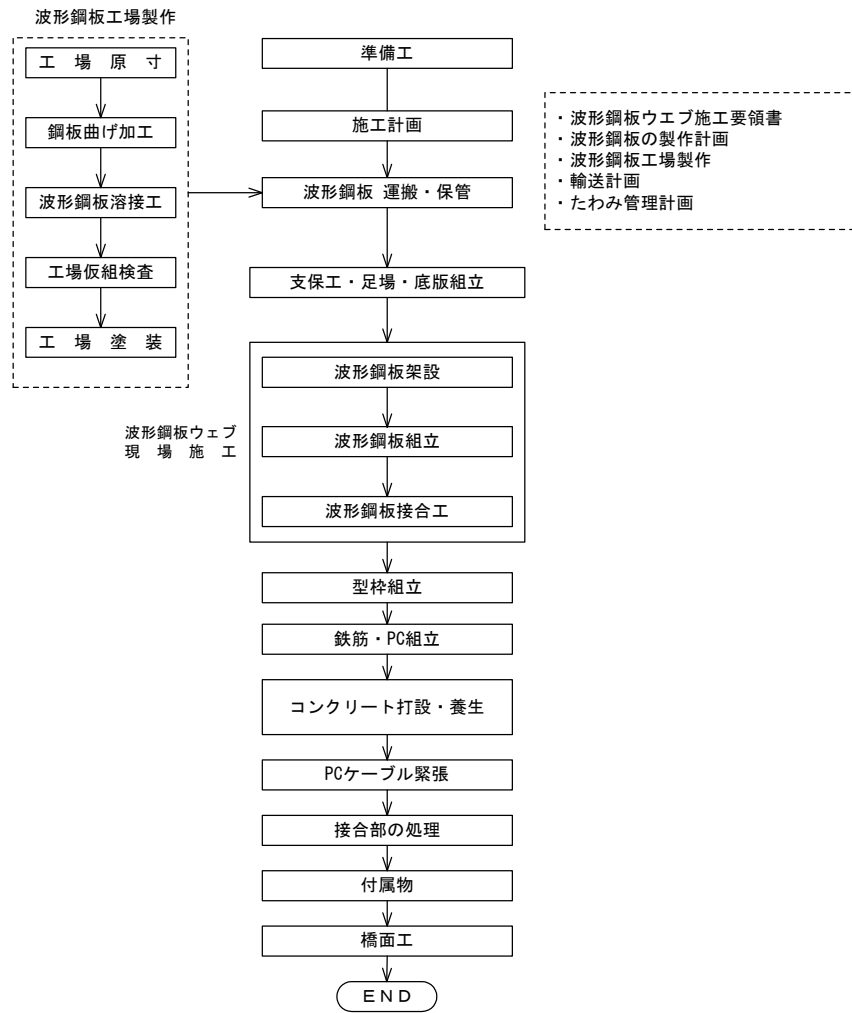 波形鋼板工場製作
工　場　原　寸
鋼板曲げ加工
波形鋼板溶接工
工場仮組検査
工　場　塗　装
準備工
施工計画
波形鋼板 運搬・保管
・波形鋼板ウエブ施工要領書
・波形鋼板の製作計画
・波形鋼板工場製作
・輸送計画
・たわみ管理計画
支保工・足場・底版組立
波形鋼板ウェブ
現　場　施　工
波形鋼板架設
波形鋼板組立
波形鋼板接合工
型枠組立
鉄筋・PC組立
コンクリート打設・養生
PCケーブル緊張
接合部の処理
付属物
橋面工
ＥＮＤ